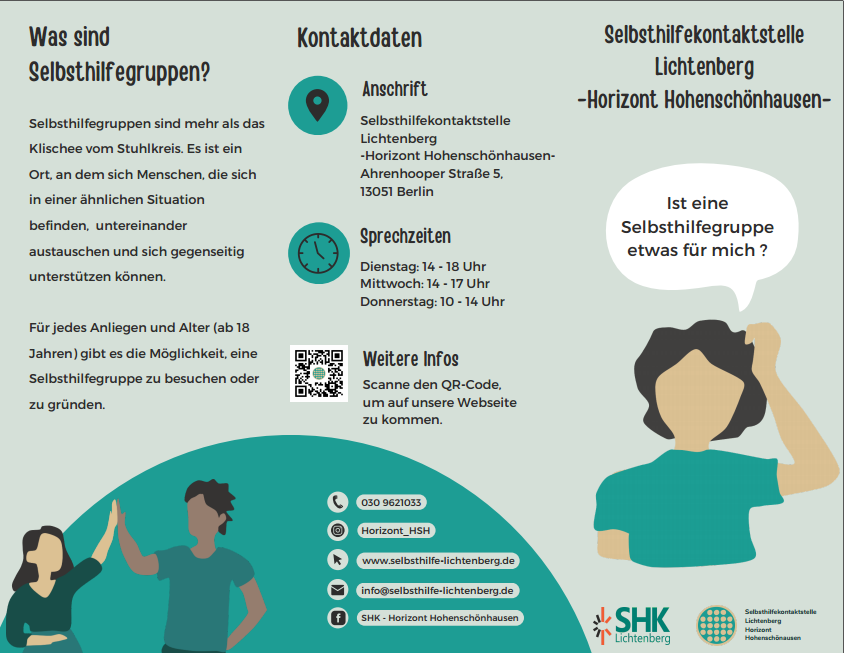 Was sind
Selbsthilfegruppen?
Selbsthilfegruppen sind mehr als das
Klischee vom Stuhlkreis. Es ist ein
Ort, an dem sich Menschen, die sich
in einer ähnlichen Situation
befinden, untereinander
austauschen und sich gegenseitig
unterstützen können.
Für jedes Anliegen und Alter (ab 18
Jahren) gibt es die Möglichkeit, eine
Selbsthilfegruppe zu besuchen oder
zu gründen.
Kontaktdaten
Anschrift
Selbsthilfekontaktstelle
Lichtenberg
-Horizont Hohenschönhausen-
Ahrenhooper Straße 5,
13051 Berlin
Sprechzeiten
Dienstag: 14 - 18 Uhr
Mittwoch: 14 - 17 Uhr
Donnerstag: 10 - 14 Uhr
Weitere Infos
Scanne den QR-Code,
um auf unsere Webseite
zu kommen.
030 9621033
Horizont_HSH
www.selbsthilfe-lichtenberg.de
info@selbsthilfe-lichtenberg.de
SHK - Horizont Hohenschönhausen
Selbsthilfekontaktstelle
Lichtenberg
-Horizont Hohenschönhausen-
Ist eine
Selbsthilfegruppe
etwas für mich ?
SHK
Lichtenberg
Selbsthilfekontaktstelle
Lichtenberg
Horizont
Hohenschönausen